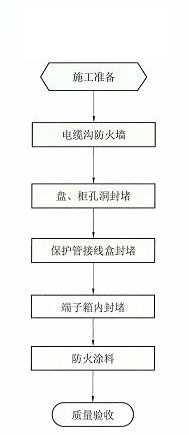 施工准备
电缆沟防火墙
盘、柜孔洞封堵
保护管接线盒封堵
端子箱内封堵
防火涂料
质量验收